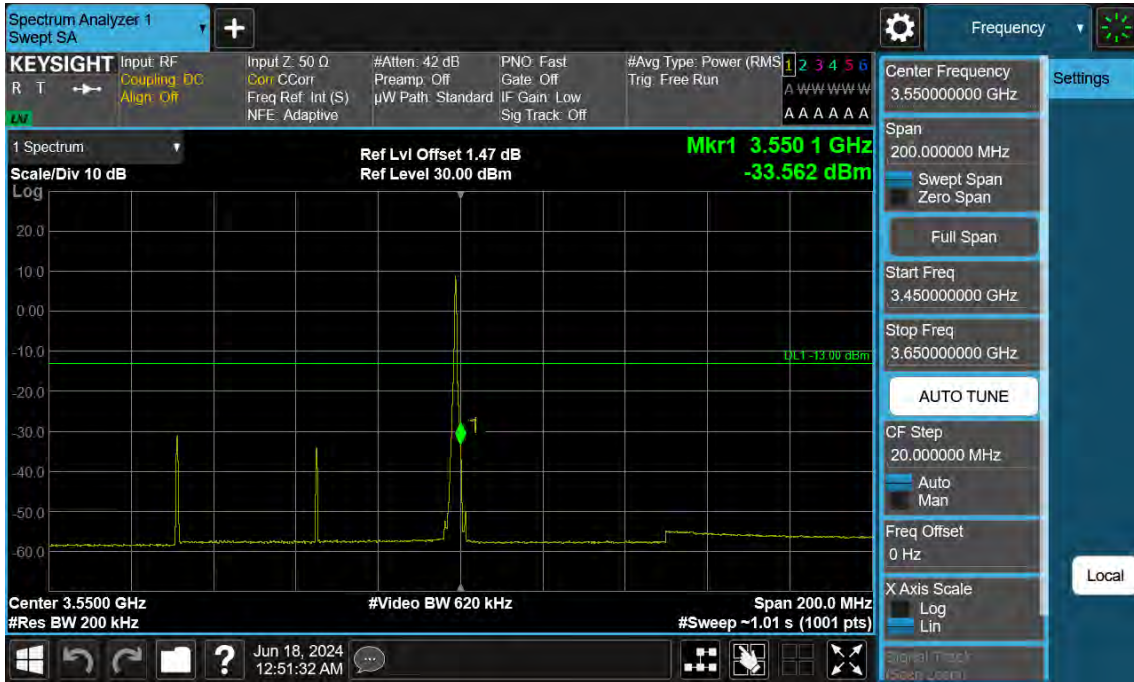 Spectrum Analyzer 1
Swept SA
Frequency
KEYSIGHT
R T
LXI
Input: RF
Coupling: DC
Align: Off
Input Z: 50 Ω
Corr CCorr
Freq Ref: Int (S)
NFE: Adaptive
#Atten: 42 dB
Preamp: Off
µW Path: Standard
PNO: Fast
Gate: Off
IF Gain: Low
Sig Track: Off
#Avg Type: Power (RMS
Trig: Free Run
1 2 3 4 5 6
A W W W W W
A A A A A A
1 Spectrum
Scale/Div 10 dB
Log
Ref Lvl Offset 1.47 dB
Ref Level 30.00 dBm
Mkr1 3.550 1 GHz
-33.562 dBm
20.0
10.0
0.00
-10.0
-20.0
-30.0
-40.0
-50.0
-60.0
DL1 -13.00 dBm
1
Center 3.5500 GHz
#Res BW 200 kHz
#Video BW 620 kHz
Span 200.0 MHz
#Sweep ~1.01 s (1001 pts)
Jun 18, 2024
12:51:32 AM
Center Frequency
3.550000000 GHz
Settings
Span
200.000000 MHz
Swept Span
Zero Span
Full Span
Start Freq
3.450000000 GHz
Stop Freq
3.650000000 GHz
AUTO TUNE
CF Step
20.000000 MHz
Auto
Man
Freq Offset
0 Hz
X Axis Scale
Log
Lin
Local
Signal Track
(Span Zoom)